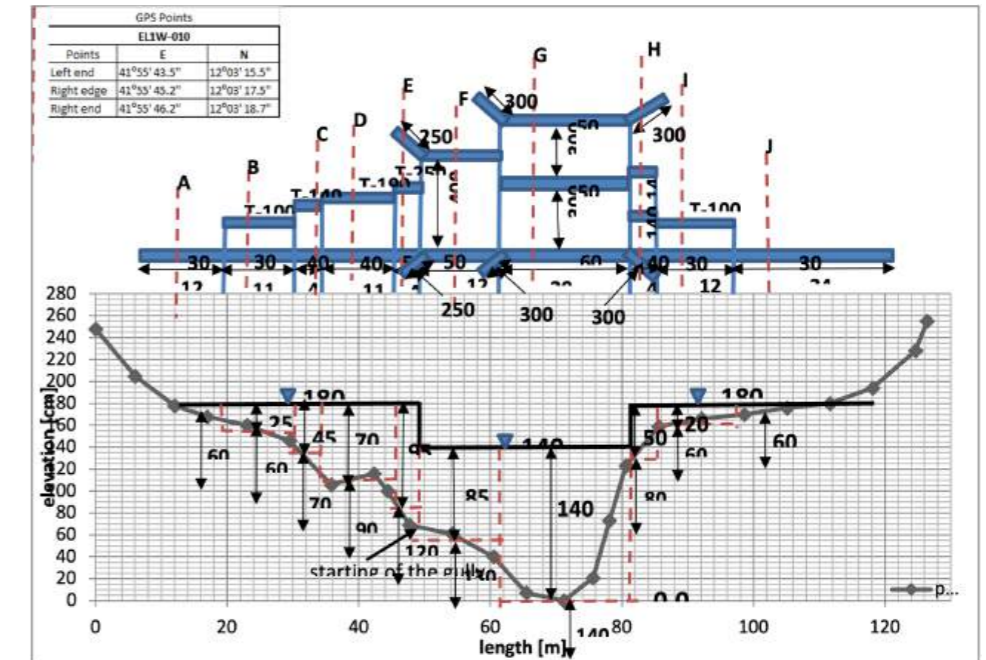 GPS Points
EL1W-010
Points E N
Left end 41°55'43.5" 12°03'15.5"
Right edge 41°55'45.2" 12°03'17.5"
Right end 41°55'46.2" 12°03'18.7"
A B C D E F G H I J
250 300 300
T-100 T-140 T-190 T-250 T-100
30 30 40 40 50 60 40 30 30
12 11 4 11 12 12
250 300 300
elevation [cm]
280
260
240
220
200
180
160
140
120
100
80
60
40
20
0
180 140 180
25 45 70 85 140 50 20
60 60 70 90 120 130 140 80 60 60
0.0
starting of the gully
p...
0 20 40 60 80 100 120
length [m]